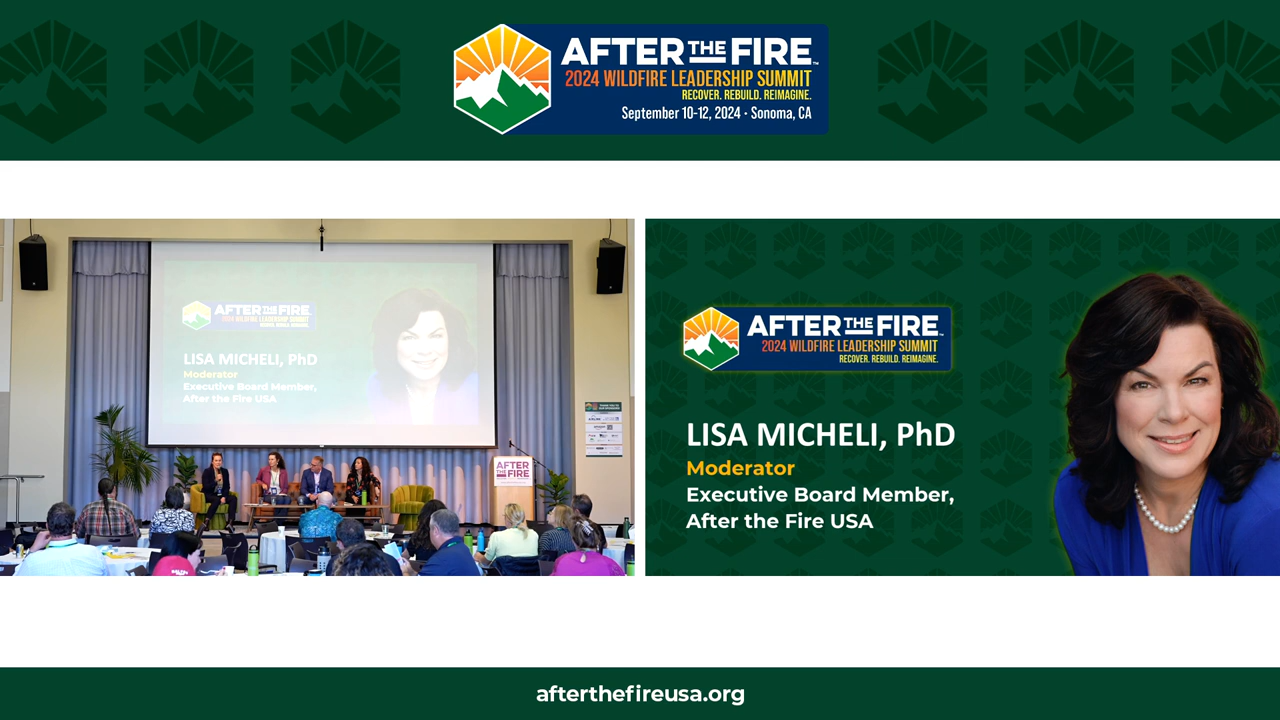 AFTER THE FIRE™
2024 WILDFIRE LEADERSHIP SUMMIT
RECOVER. REBUILD. REIMAGINE.
September 10-12, 2024 · Sonoma, CA
AFTER THE FIRE
2024 WILDFIRE LEADERSHIP SUMMIT
LISA MICHELI, PhD
Moderator
Executive Board Member,
After the Fire USA
AFTER
THE
FIRE
AFTER THE FIRE™
2024 WILDFIRE LEADERSHIP SUMMIT
RECOVER. REBUILD. REIMAGINE.
LISA MICHELI, PhD
Moderator
Executive Board Member,
After the Fire USA
afterthefireusa.org